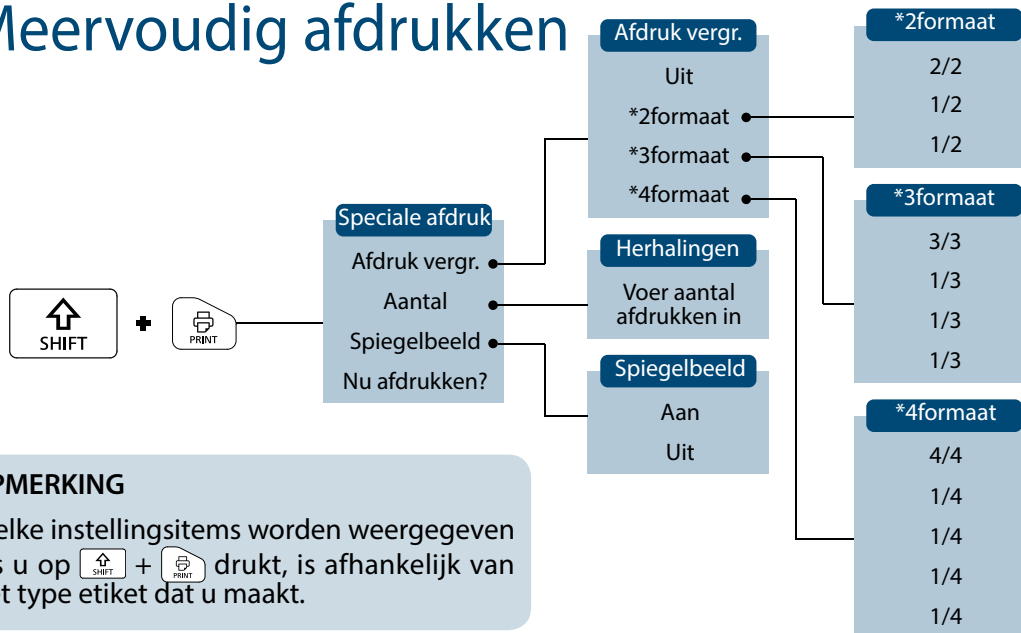 Meervoudig afdrukken
SHIFT
PRINT
Speciale afdruk
Afdruk vergr.
Aantal
Spiegelbeeld
Nu afdrukken?
Afdruk vergr.
Uit
*2formaat
*3formaat
*4formaat
Herhalingen
Voer aantal
afdrukken in
Spiegelbeeld
Aan
Uit
*2formaat
2/2
1/2
1/2
*3formaat
3/3
1/3
1/3
1/3
*4formaat
4/4
1/4
1/4
1/4
1/4
PMERKING
elke instellingsitems worden weergegeven
s u op SHIFT + PRINT drukt, is afhankelijk van
et type etiket dat u maakt.